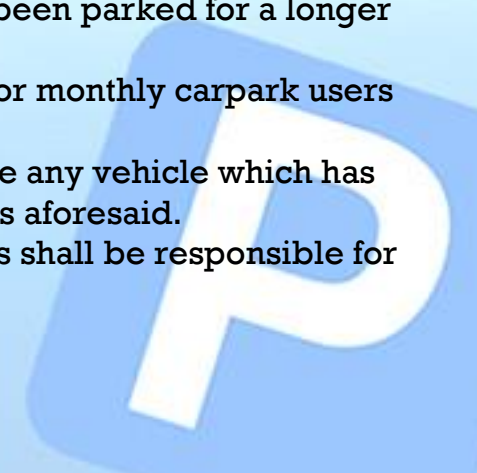 been parked for a longer
or monthly carpark users
e any vehicle which has
s aforesaid.
s shall be responsible for
P